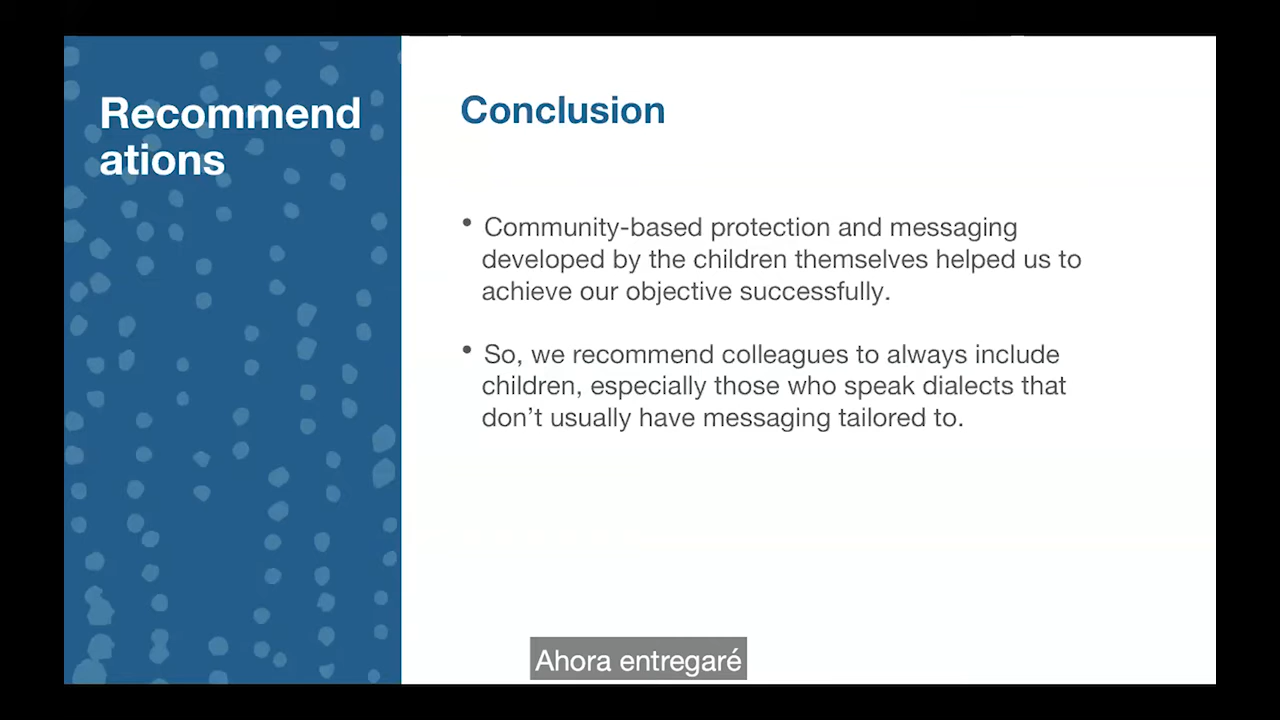 Recommend
ations
Conclusion
• Community-based protection and messaging
developed by the children themselves helped us to
achieve our objective successfully.
• So, we recommend colleagues to always include
children, especially those who speak dialects that
don’t usually have messaging tailored to.
Ahora entregaré